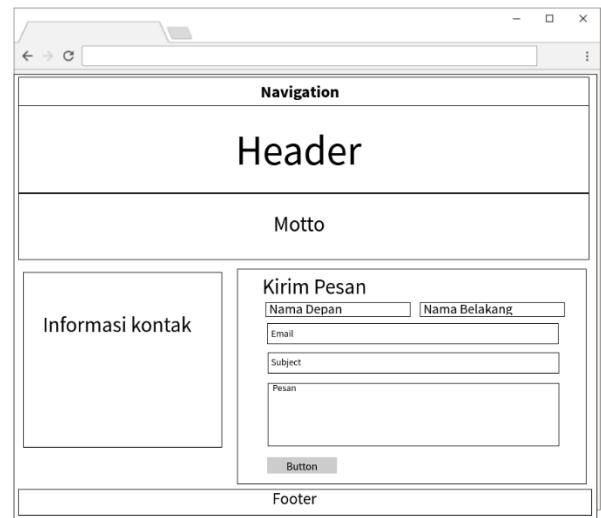 Navigation
Header
Motto
Informasi kontak
Kirim Pesan
Nama Depan
Nama Belakang
Email
Subject
Pesan
Button
Footer